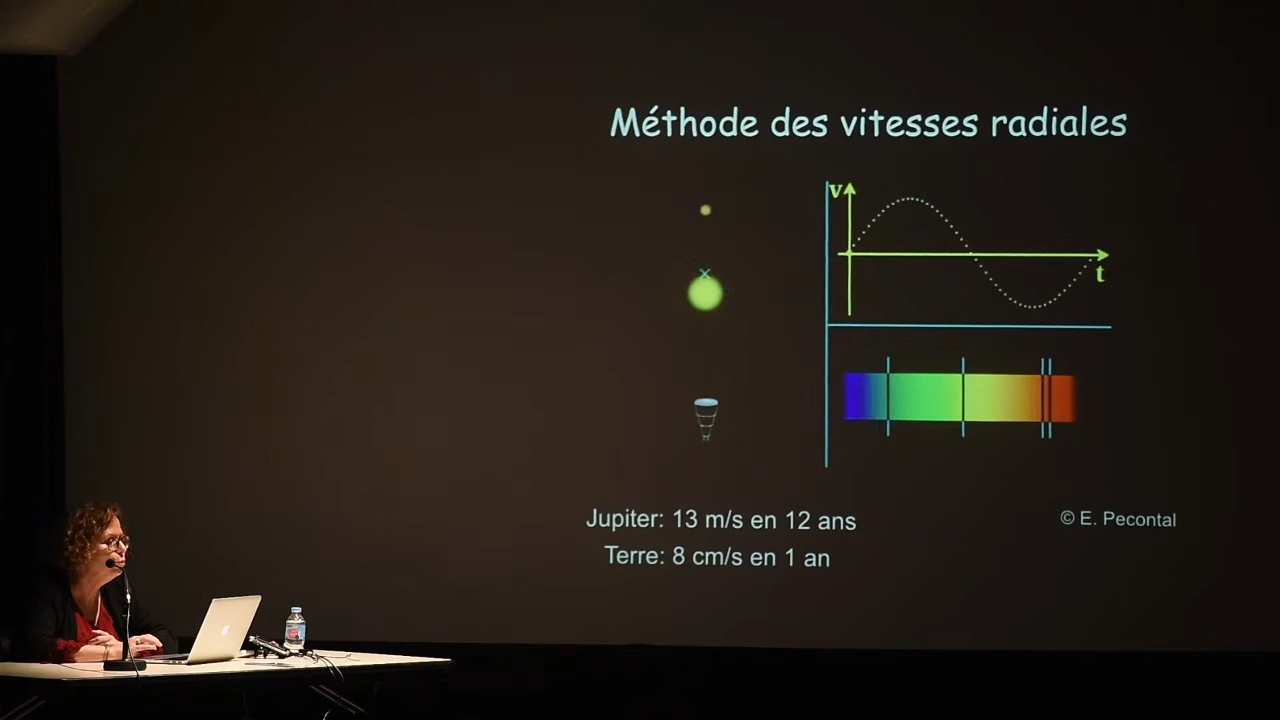 Méthode des vitesses radiales
v
t
Jupiter: 13 m/s en 12 ans
© E. Pecontal
Terre: 8 cm/s en 1 an